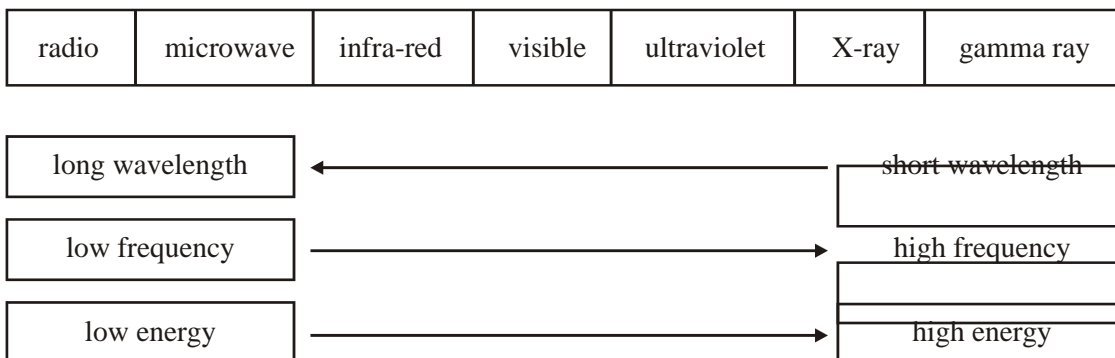 radio microwave infra-red visible ultraviolet X-ray gamma ray
long wavelength short wavelength
low frequency high frequency
low energy high energy